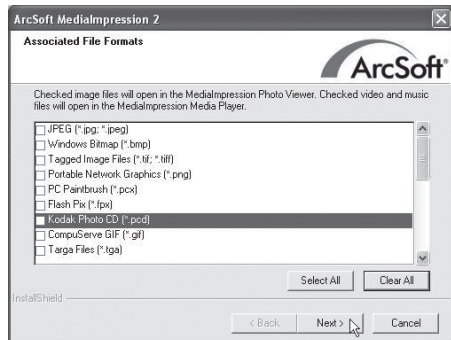 ArcSoft MediaImpression 2
Associated File Formats
ArcSoft®
Checked image files will open in the MediaImpression Photo Viewer. Checked video and music
files will open in the MediaImpression Media Player.
JPEG (*.jpg; *.jpeg)
Windows Bitmap (*.bmp)
Tagged Image Files (*.tif; *.tiff)
Portable Network Graphics (*.png)
PC Paintbrush (*.pcx)
Flash Pix (*.fpx)
Kodak Photo CD (*.pcd)
CompuServe GIF (*.gif)
Targa Files (*.tga)
Select All
Clear All
InstallShield
< Back
Next >
Cancel